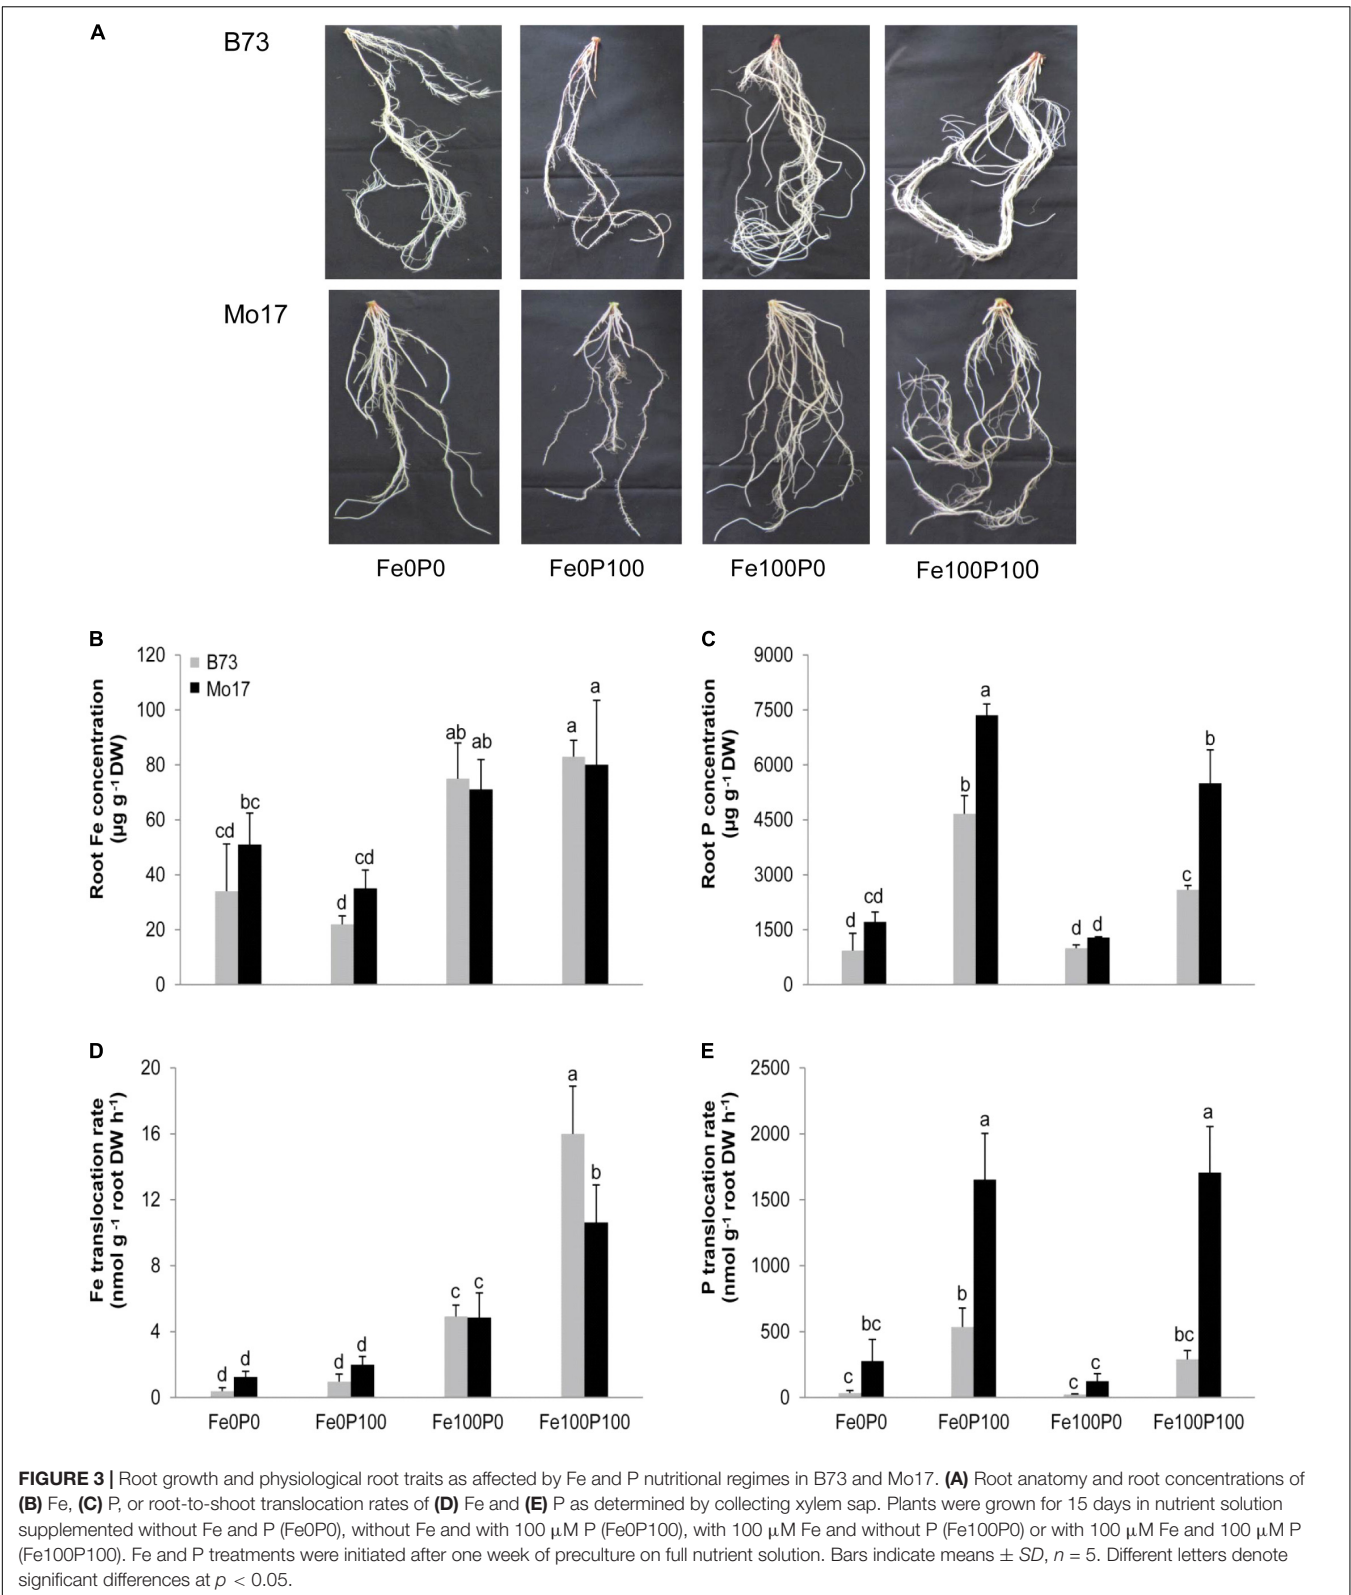 A
B73
Mo17
Fe0P0 Fe0P100 Fe100P0 Fe100P100
B
120
100
80
60
40
20
0
Root Fe concentration
(µg g⁻¹ DW)
B73
Mo17
cd bc d cd ab ab a a
C
9000
7500
6000
4500
3000
1500
0
Root P concentration
(µg g⁻¹ DW)
d cd b a d d c b
D
20
16
12
8
4
0
Fe translocation rate
(nmol g⁻¹ root DW h⁻¹)
d d d d c c a b
Fe0P0 Fe0P100 Fe100P0 Fe100P100
E
2500
2000
1500
1000
500
0
P translocation rate
(nmol g⁻¹ root DW h⁻¹)
c bc b a c c bc a
Fe0P0 Fe0P100 Fe100P0 Fe100P100
FIGURE 3 | Root growth and physiological root traits as affected by Fe and P nutritional regimes in B73 and Mo17. (A) Root anatomy and root concentrations of
(B) Fe, (C) P, or root-to-shoot translocation rates of (D) Fe and (E) P as determined by collecting xylem sap. Plants were grown for 15 days in nutrient solution
supplemented without Fe and P (Fe0P0), without Fe and with 100 µM P (Fe0P100), with 100 µM Fe and without P (Fe100P0) or with 100 µM Fe and 100 µM P
(Fe100P100). Fe and P treatments were initiated after one week of preculture on full nutrient solution. Bars indicate means ± SD, n = 5. Different letters denote
significant differences at p < 0.05.